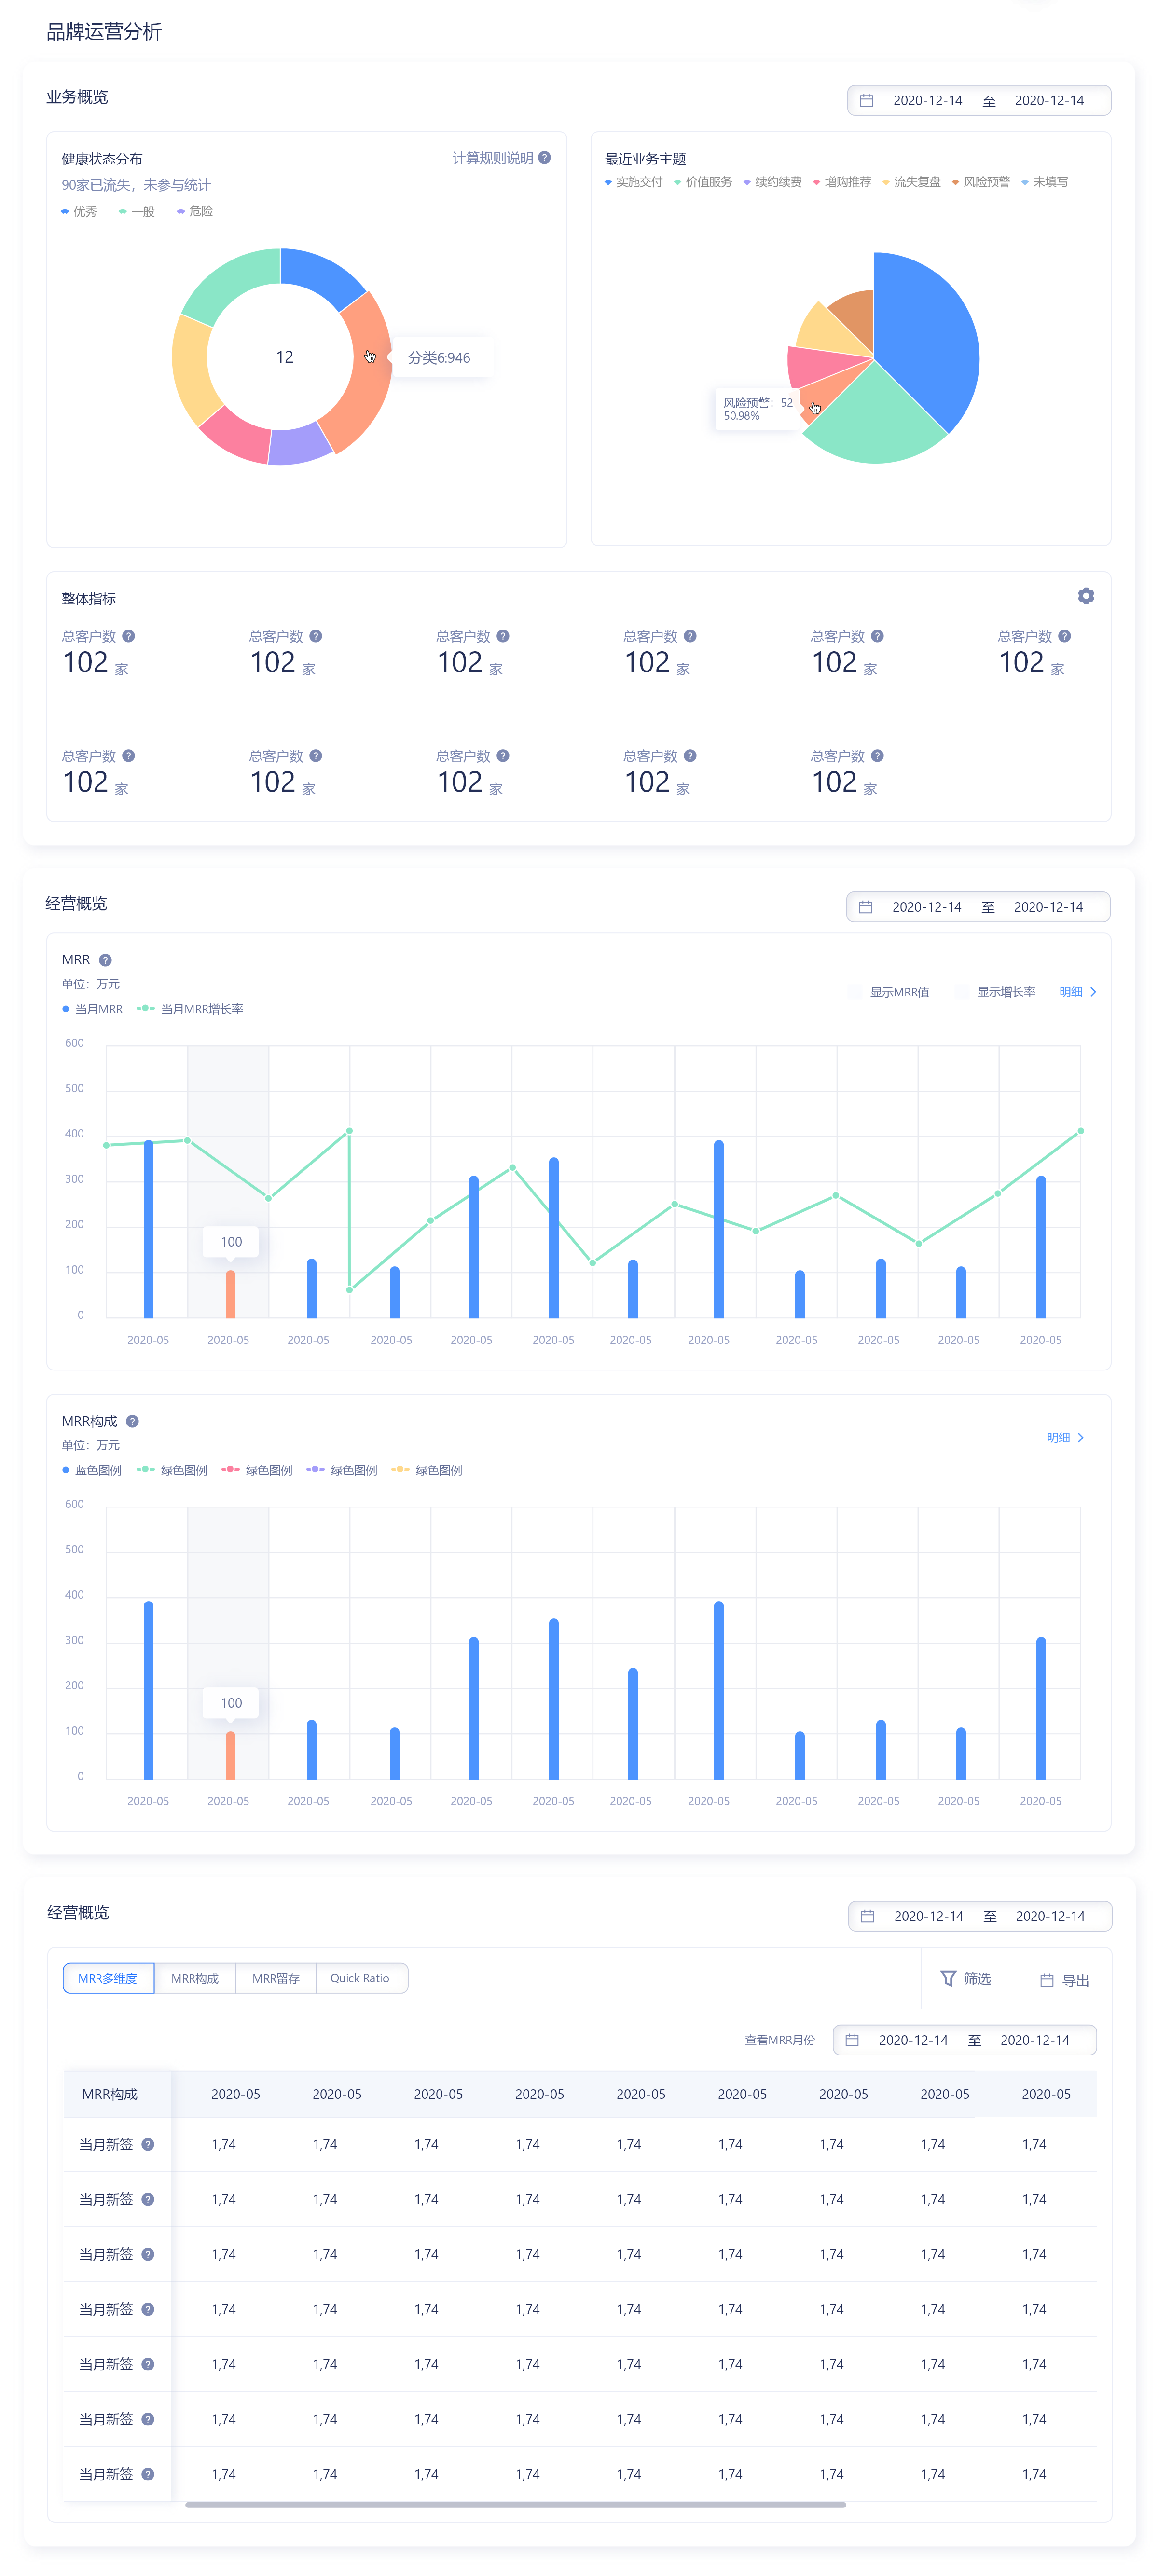 品牌运营分析
业务概览
2020-12-14 至 2020-12-14
健康状态分布
计算规则说明 ?
90家已流失，未参与统计
优秀 一般 危险
12
分类6:946
最近业务主题
实施交付 价值服务 续约续费 增购推荐 流失复盘 风险预警 未填写
风险预警：52
50.98%
整体指标
总客户数 ? 总客户数 ? 总客户数 ? 总客户数 ? 总客户数 ? 总客户数 ?
102 家 102 家 102 家 102 家 102 家 102 家
总客户数 ? 总客户数 ? 总客户数 ? 总客户数 ? 总客户数 ?
102 家 102 家 102 家 102 家 102 家
经营概览
2020-12-14 至 2020-12-14
MRR ?
单位：万元
显示MRR值 显示增长率 明细
当月MRR 当月MRR增长率
600
500
400
300
200
100
0
100
2020-05 2020-05 2020-05 2020-05 2020-05 2020-05 2020-05 2020-05 2020-05 2020-05 2020-05 2020-05
MRR构成 ?
明细
单位：万元
蓝色图例 绿色图例 绿色图例 绿色图例 绿色图例
600
500
400
300
200
100
0
100
2020-05 2020-05 2020-05 2020-05 2020-05 2020-05 2020-05 2020-05 2020-05 2020-05 2020-05 2020-05
经营概览
2020-12-14 至 2020-12-14
MRR多维度 MRR构成 MRR留存 Quick Ratio
筛选 导出
查看MRR月份 2020-12-14 至 2020-12-14
MRR构成 2020-05 2020-05 2020-05 2020-05 2020-05 2020-05 2020-05 2020-05 2020-05
当月新签 ? 1,74 1,74 1,74 1,74 1,74 1,74 1,74 1,74 1,74
当月新签 ? 1,74 1,74 1,74 1,74 1,74 1,74 1,74 1,74 1,74
当月新签 ? 1,74 1,74 1,74 1,74 1,74 1,74 1,74 1,74 1,74
当月新签 ? 1,74 1,74 1,74 1,74 1,74 1,74 1,74 1,74 1,74
当月新签 ? 1,74 1,74 1,74 1,74 1,74 1,74 1,74 1,74 1,74
当月新签 ? 1,74 1,74 1,74 1,74 1,74 1,74 1,74 1,74 1,74
当月新签 ? 1,74 1,74 1,74 1,74 1,74 1,74 1,74 1,74 1,74